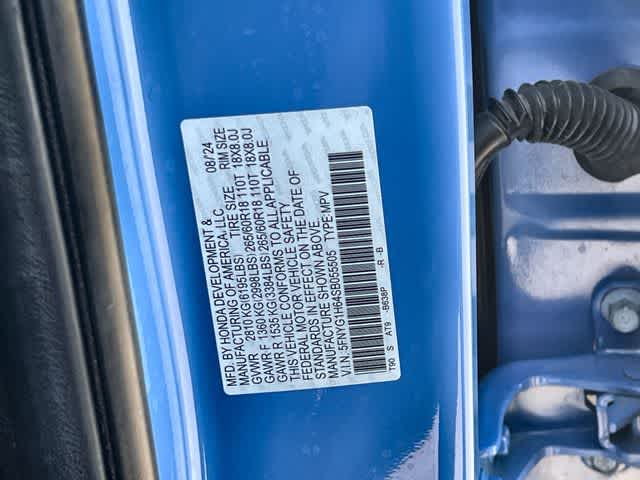 MFD. BY HONDA DEVELOPMENT & 08/24
MANUFACTURING OF AMERICA, LLC
GVWR 2810 KG(6195LBS) TIRE SIZE RIM SIZE
GAWR F 1360 KG(2998LBS)265/60R18 110T 18X8.0J
GAWR R 1535 KG(3384LBS)265/60R18 110T 18X8.0J
THIS VEHICLE CONFORMS TO ALL APPLICABLE
FEDERAL MOTOR VEHICLE SAFETY
STANDARDS IN EFFECT ON THE DATE OF
MANUFACTURE SHOWN ABOVE.
V.I.N. 5FNYG1H64SB055505 TYPE:MPV
T90 S AT9 -B638P -R -B